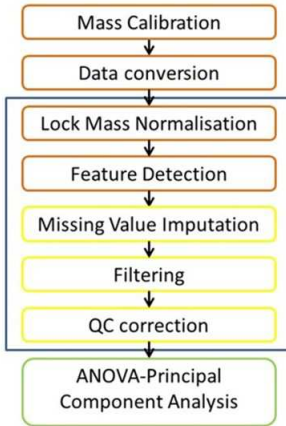 Mass Calibration
Data conversion
Lock Mass Normalisation
Feature Detection
Missing Value Imputation
Filtering
QC correction
ANOVA-Principal
Component Analysis